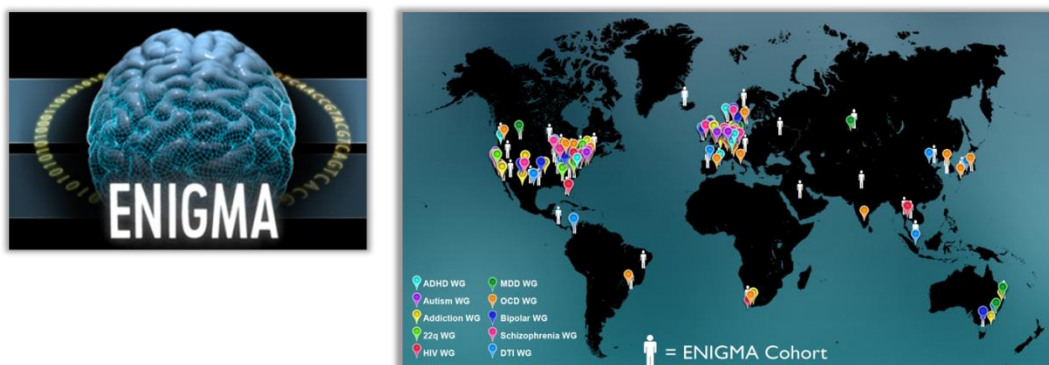 ENIGMA
ADHD WG
Autism WG
Addiction WG
22q WG
HIV WG
MDD WG
OCD WG
Bipolar WG
Schizophrenia WG
DTI WG
= ENIGMA Cohort